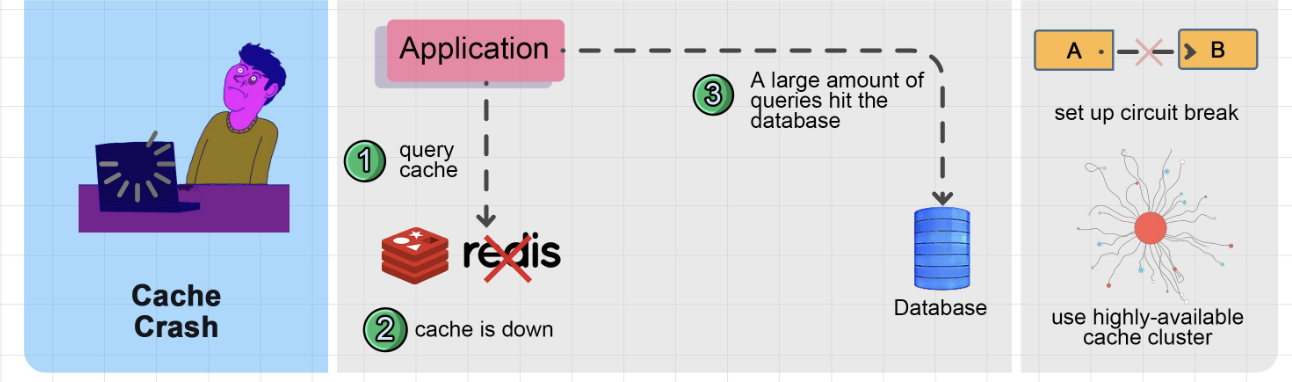 Cache
Crash
Application
1
query
cache
redis
2
cache is down
3
A large amount of
queries hit the
database
Database
A
B
set up circuit break
use highly-available
cache cluster